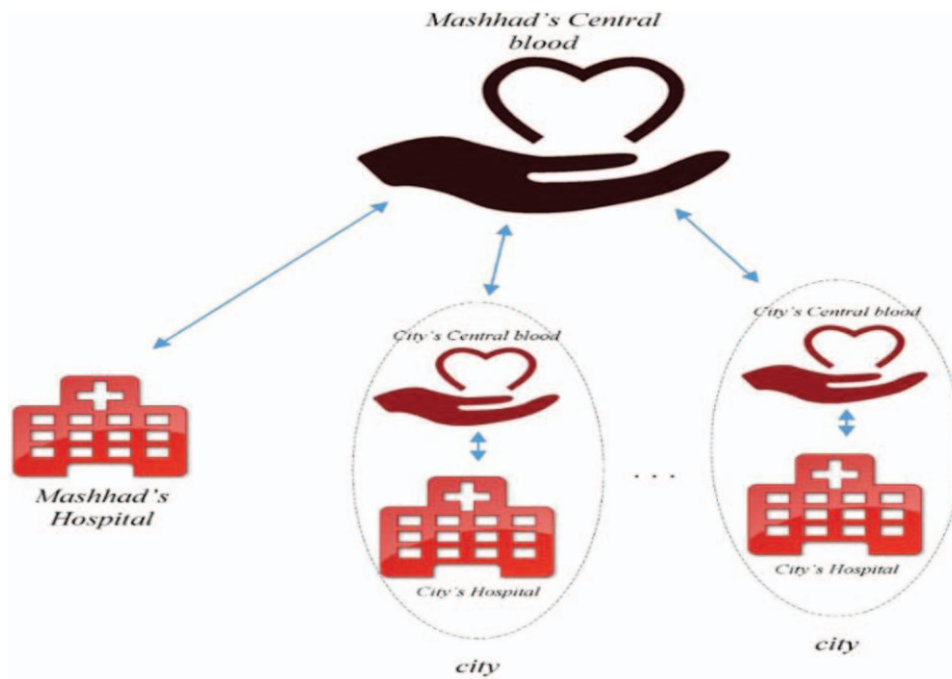 Mashhad's Central
blood
City's Central blood
City's Central blood
Mashhad's
Hospital
. . .
City's Hospital
City's Hospital
city
city